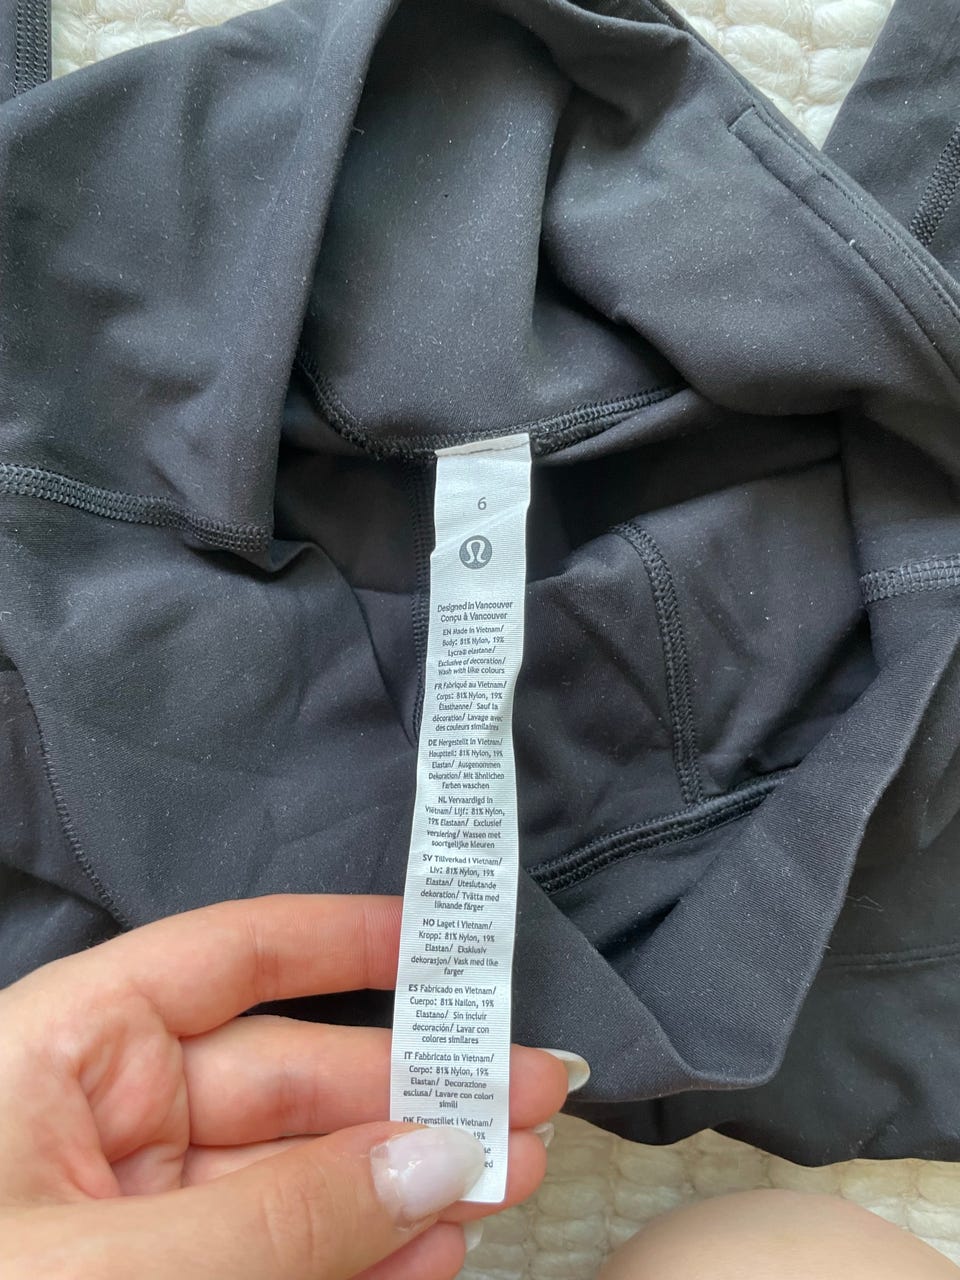 6
Designed in Vancouver
Conçu à Vancouver
EN Made in Vietnam/
Body: 81% Nylon, 19%
Lycra® elastane/
Exclusive of decoration/
Wash with like colours
FR Fabriqué au Vietnam/
Corps: 81% Nylon, 19%
Élasthanne/ Sauf la
décoration/ Lavage avec
des couleurs similaires
DE Hergestellt in Vietnam/
Hauptteil: 81% Nylon, 19%
Elastan/ Ausgenommen
Dekoration/ Mit ähnlichen
Farben waschen
NL Vervaardigd in
Vietnam/ Lijf: 81% Nylon,
19% Elastaan/ Exclusief
versiering/ Wassen met
soortgelijke kleuren
SV Tillverkad i Vietnam/
Liv: 81% Nylon, 19%
Elastan/ Uteslutande
dekoration/ Tvätta med
liknande färger
NO Laget i Vietnam/
Kropp: 81% Nylon, 19%
Elastan/ Eksklusiv
dekorasjon/ Vask med like
farger
ES Fabricado en Vietnam/
Cuerpo: 81% Nailon, 19%
Elastano/ Sin incluir
decoración/ Lavar con
colores similares
IT Fabbricato in Vietnam/
Corpo: 81% Nylon, 19%
Elastan/ Decorazione
esclusa/ Lavare con colori
simili
DK Fremstillet i Vietnam/
19%